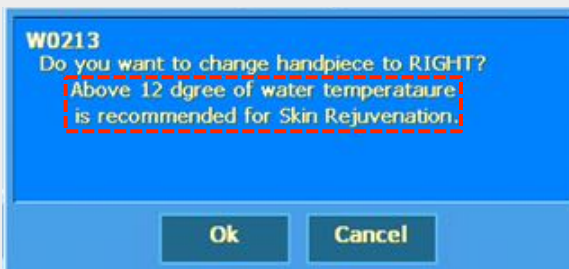 W0213
Do you want to change handpiece to RIGHT?
Above 12 dgree of water temperataure
is recommended for Skin Rejuvenation.
Ok Cancel